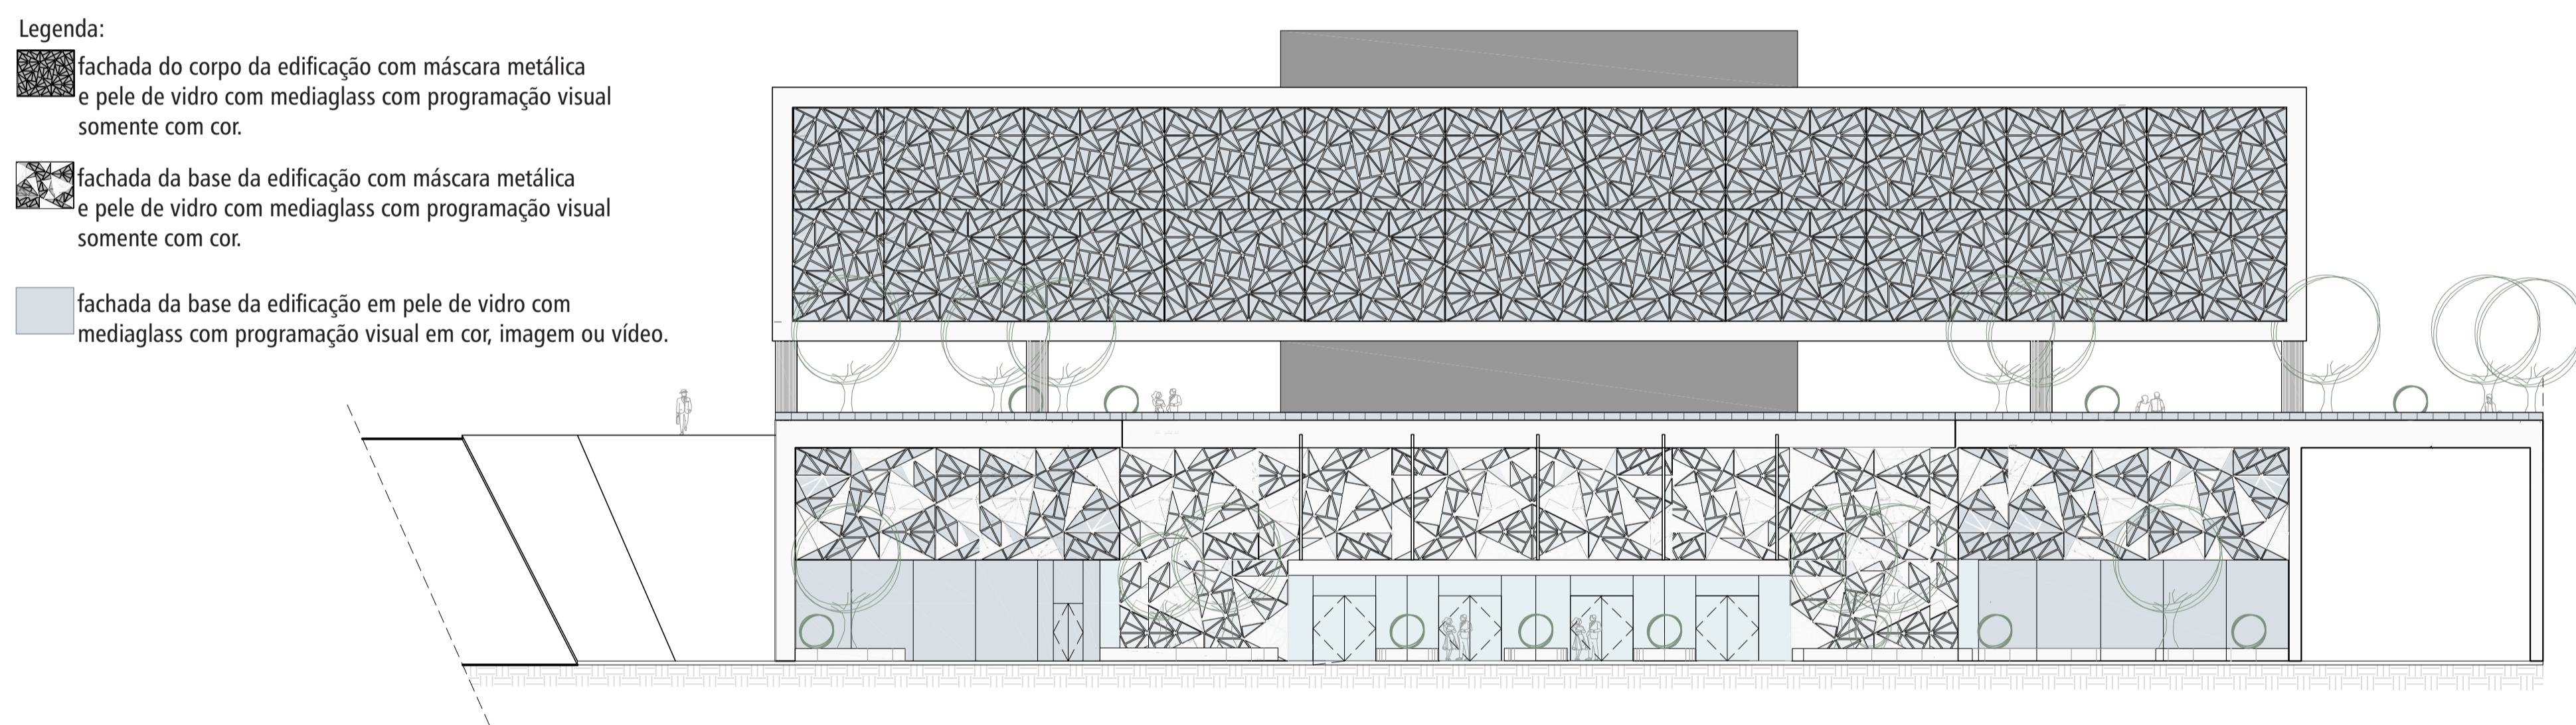 Legenda:
fachada do corpo da edificação com máscara metálica
e pele de vidro com mediaglass com programação visual
somente com cor.
fachada da base da edificação com máscara metálica
e pele de vidro com mediaglass com programação visual
somente com cor.
fachada da base da edificação em pele de vidro com
mediaglass com programação visual em cor, imagem ou vídeo.